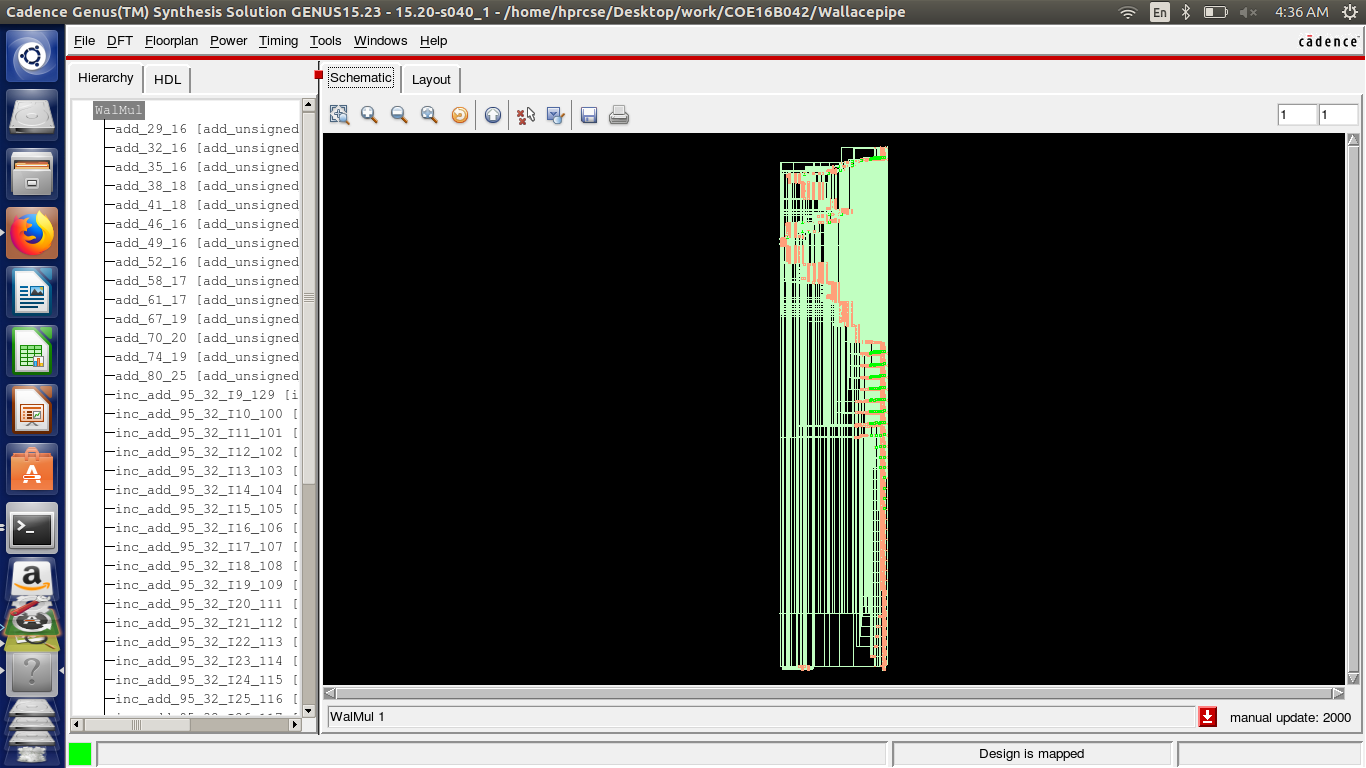 Cadence Genus(TM) Synthesis Solution GENUS15.23 - 15.20-s040_1 - /home/hprcse/Desktop/work/COE16B042/Wallacepipe
En
4:36 AM
File DFT Floorplan Power Timing Tools Windows Help
cādence
Hierarchy HDL
Schematic Layout
1 1
WalMul
add_29_16 [add_unsigned
add_32_16 [add_unsigned
add_35_16 [add_unsigned
add_38_18 [add_unsigned
add_41_18 [add_unsigned
add_46_16 [add_unsigned
add_49_16 [add_unsigned
add_52_16 [add_unsigned
add_58_17 [add_unsigned
add_61_17 [add_unsigned
add_67_19 [add_unsigned
add_70_20 [add_unsigned
add_74_19 [add_unsigned
add_80_25 [add_unsigned
inc_add_95_32_I9_129 [i
inc_add_95_32_I10_100 [
inc_add_95_32_I11_101 [
inc_add_95_32_I12_102 [
inc_add_95_32_I13_103 [
inc_add_95_32_I14_104 [
inc_add_95_32_I15_105 [
inc_add_95_32_I16_106 [
inc_add_95_32_I17_107 [
inc_add_95_32_I18_108 [
inc_add_95_32_I19_109 [
inc_add_95_32_I20_111 [
inc_add_95_32_I21_112 [
inc_add_95_32_I22_113 [
inc_add_95_32_I23_114 [
inc_add_95_32_I24_115 [
inc_add_95_32_I25_116 [
WalMul 1
manual update: 2000
Design is mapped